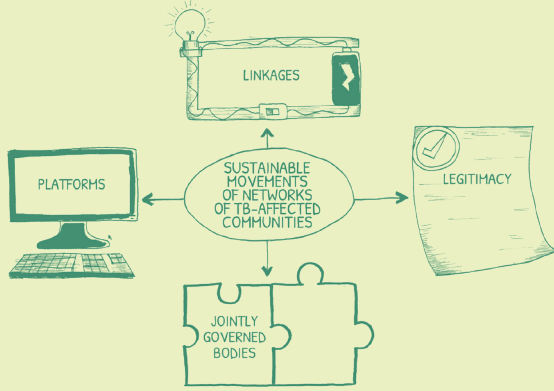 LINKAGES
PLATFORMS
SUSTAINABLE
MOVEMENTS
OF NETWORKS
OF TB-AFFECTED
COMMUNITIES
LEGITIMACY
JOINTLY
GOVERNED
BODIES